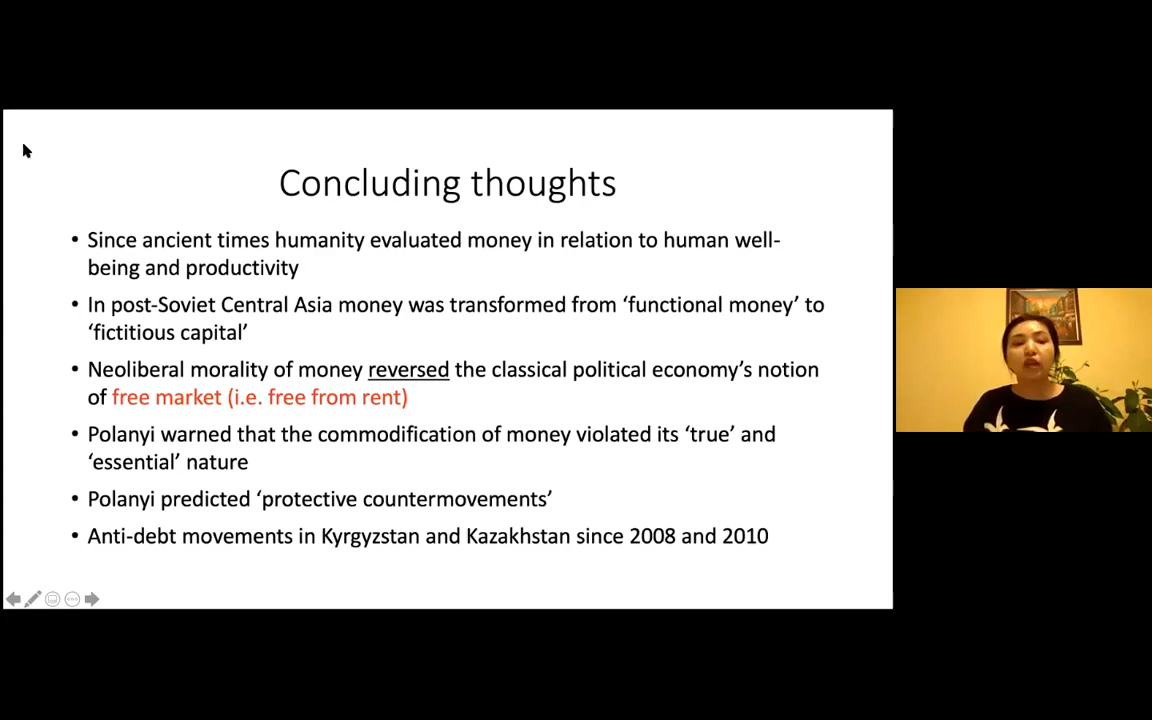 Concluding thoughts
• Since ancient times humanity evaluated money in relation to human well-
being and productivity
• In post-Soviet Central Asia money was transformed from ‘functional money’ to
‘fictitious capital’
• Neoliberal morality of money reversed the classical political economy’s notion
of free market (i.e. free from rent)
• Polanyi warned that the commodification of money violated its ‘true’ and
‘essential’ nature
• Polanyi predicted ‘protective countermovements’
• Anti-debt movements in Kyrgyzstan and Kazakhstan since 2008 and 2010